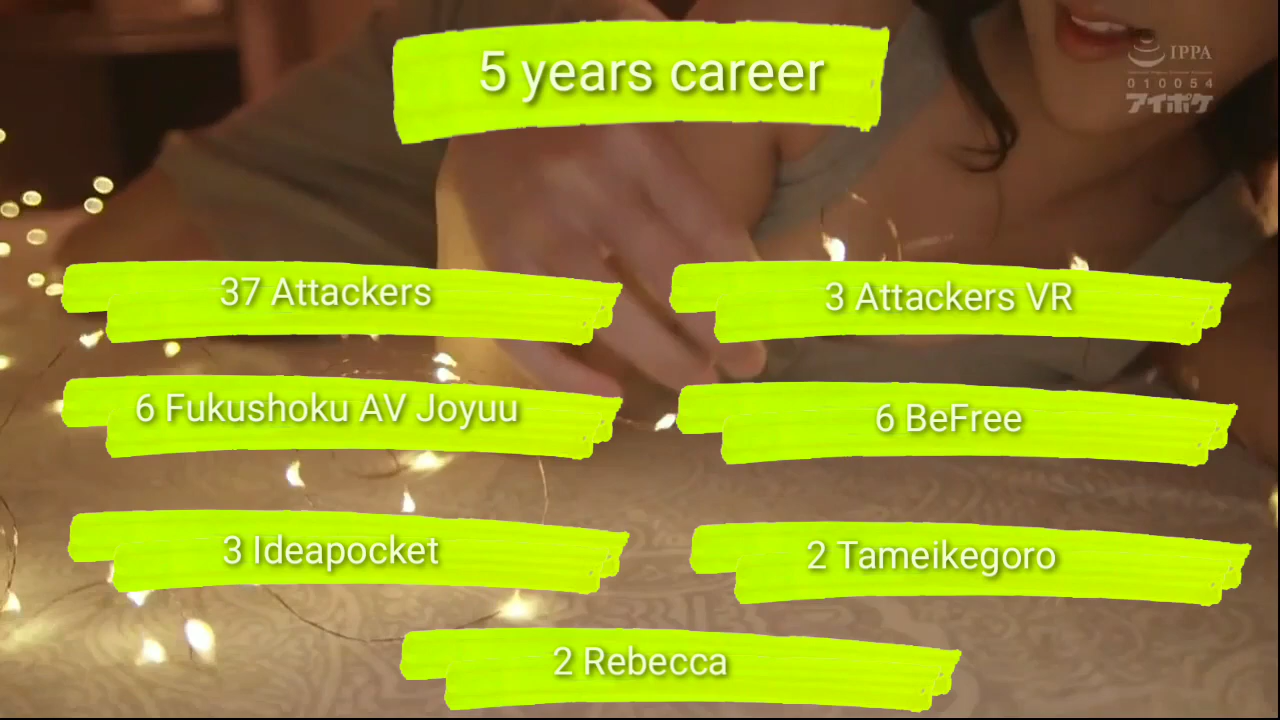 5 years career
IPPA
010054
アイポケ
37 Attackers
3 Attackers VR
6 Fukushoku AV Joyuu
6 BeFree
3 Ideapocket
2 Tameikegoro
2 Rebecca